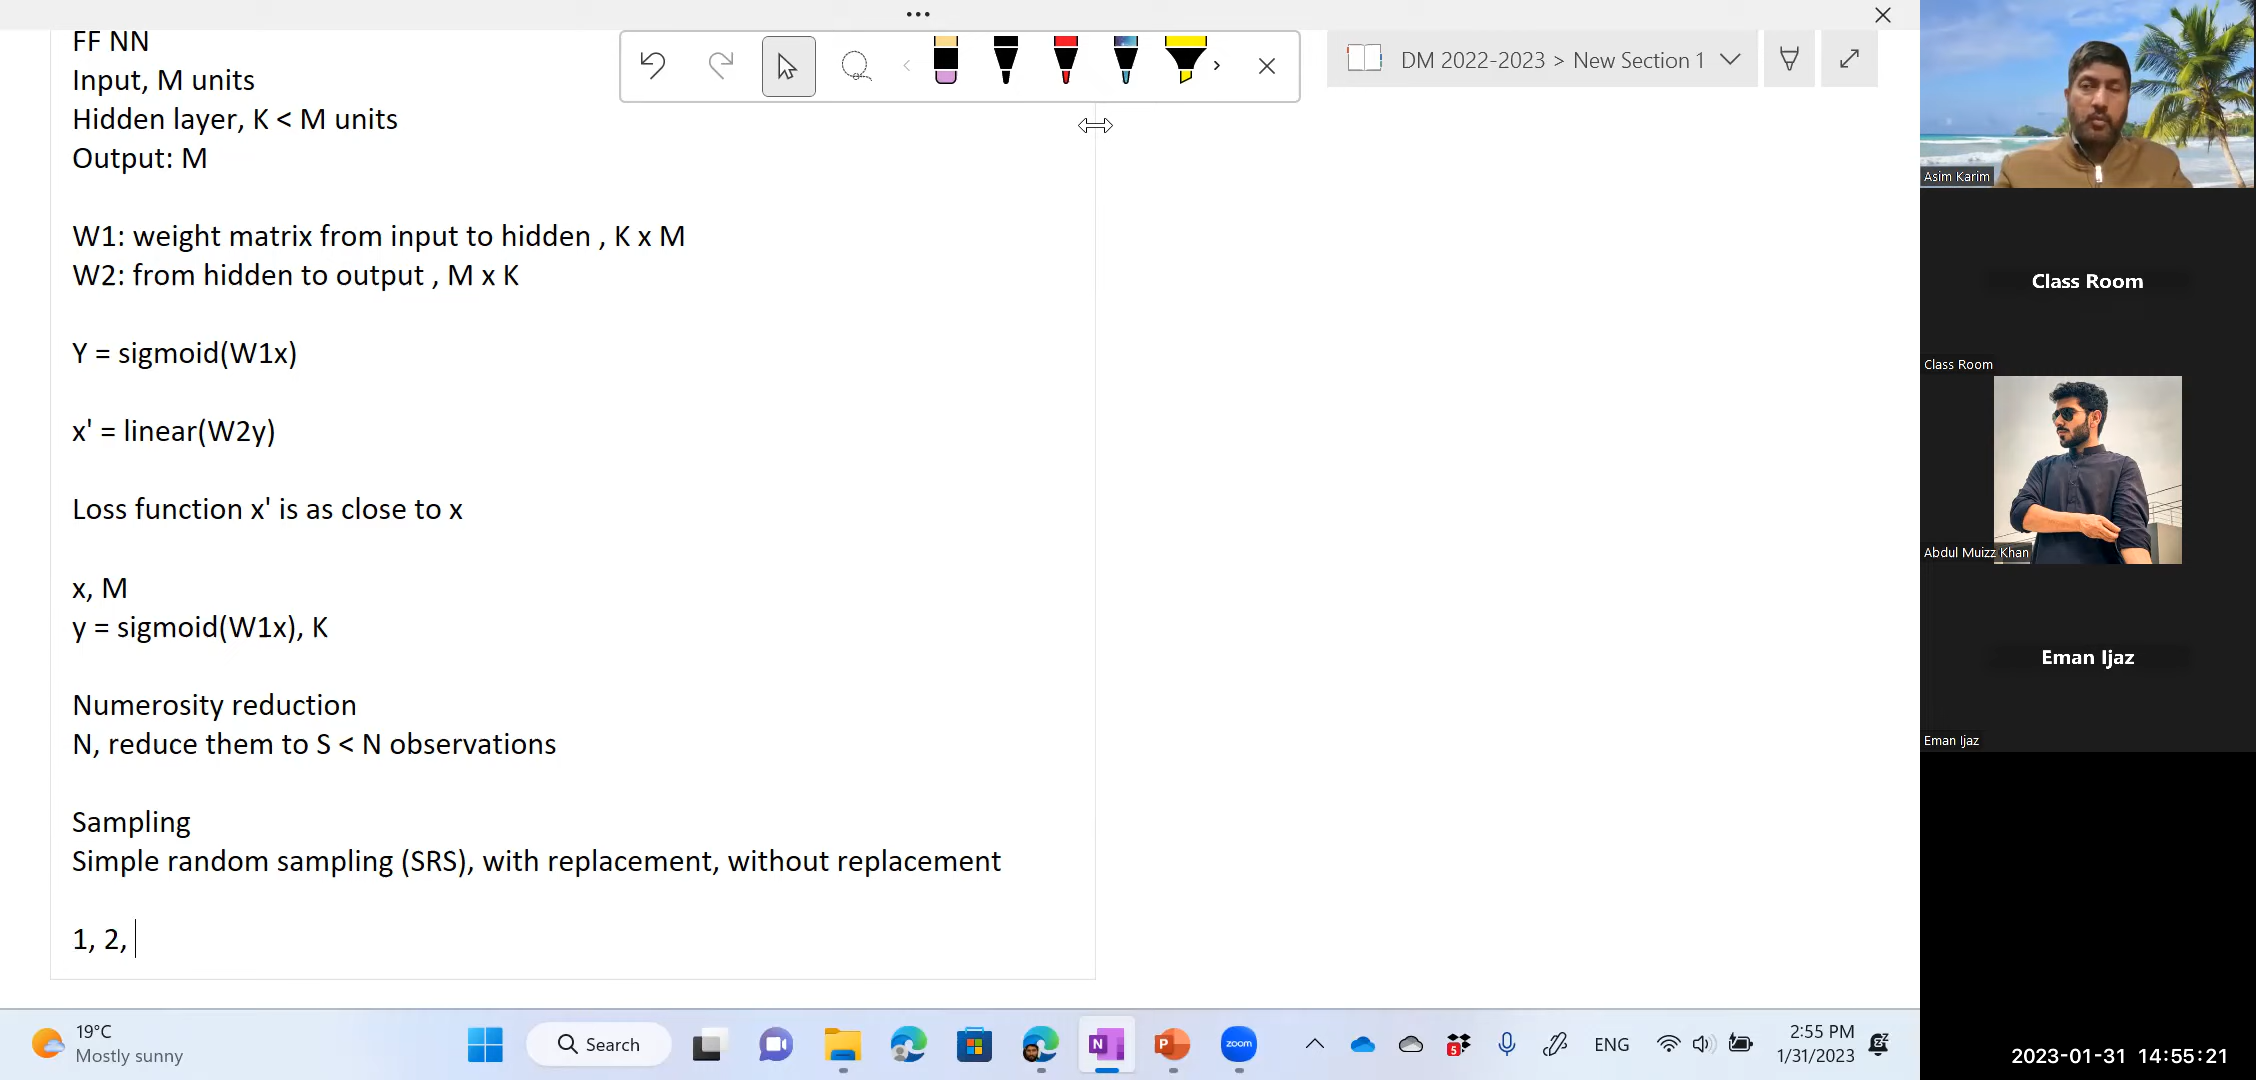 FF NN
Input, M units
Hidden layer, K < M units
Output: M
W1: weight matrix from input to hidden , K x M
W2: from hidden to output , M x K
Y = sigmoid(W1x)
x' = linear(W2y)
Loss function x' is as close to x
x, M
y = sigmoid(W1x), K
Numerosity reduction
N, reduce them to S < N observations
Sampling
Simple random sampling (SRS), with replacement, without replacement
1, 2,
DM 2022-2023 > New Section 1
Asim Karim
Class Room
Class Room
Abdul Muizz Khan
Eman Ijaz
Eman Ijaz
19°C
Mostly sunny
Search
N
P
zoom
5
ENG
2:55 PM
1/31/2023
2023-01-31 14:55:21